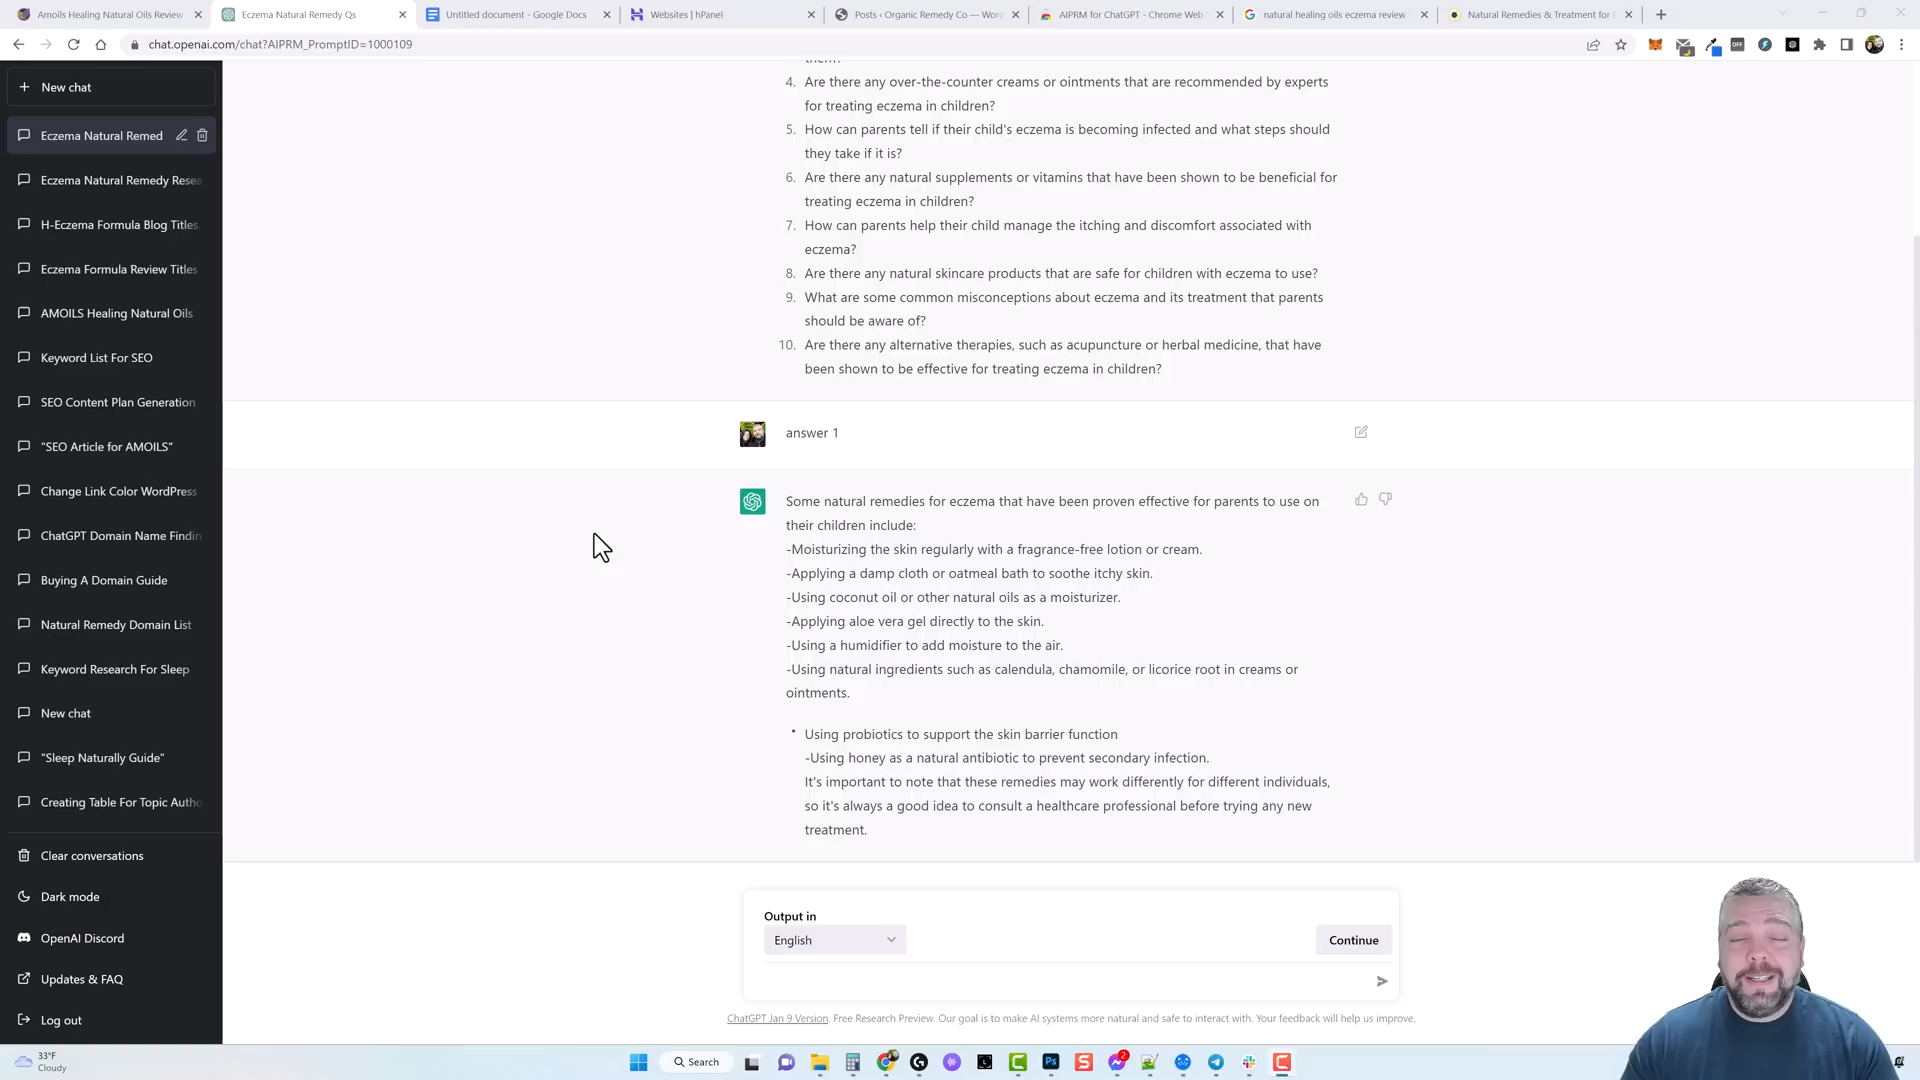 Amoils Healing Natural Oils Review
Eczema Natural Remedy Qs
Untitled document - Google Docs
Websites | hPanel
Posts ‹ Organic Remedy Co — Wor
AIPRM for ChatGPT - Chrome Web
natural healing oils eczema review
Natural Remedies & Treatment for
chat.openai.com/chat?AIPRM_PromptID=1000109
OFF
New chat
Eczema Natural Remed
Eczema Natural Remedy Resea
H-Eczema Formula Blog Titles.
Eczema Formula Review Titles
AMOILS Healing Natural Oils
Keyword List For SEO
SEO Content Plan Generation
"SEO Article for AMOILS"
Change Link Color WordPress
ChatGPT Domain Name Findin
Buying A Domain Guide
Natural Remedy Domain List
Keyword Research For Sleep
New chat
"Sleep Naturally Guide"
Creating Table For Topic Autho
Clear conversations
Dark mode
OpenAI Discord
Updates & FAQ
Log out
them?
4. Are there any over-the-counter creams or ointments that are recommended by experts
for treating eczema in children?
5. How can parents tell if their child's eczema is becoming infected and what steps should
they take if it is?
6. Are there any natural supplements or vitamins that have been shown to be beneficial for
treating eczema in children?
7. How can parents help their child manage the itching and discomfort associated with
eczema?
8. Are there any natural skincare products that are safe for children with eczema to use?
9. What are some common misconceptions about eczema and its treatment that parents
should be aware of?
10. Are there any alternative therapies, such as acupuncture or herbal medicine, that have
been shown to be effective for treating eczema in children?
answer 1
Some natural remedies for eczema that have been proven effective for parents to use on
their children include:
-Moisturizing the skin regularly with a fragrance-free lotion or cream.
-Applying a damp cloth or oatmeal bath to soothe itchy skin.
-Using coconut oil or other natural oils as a moisturizer.
-Applying aloe vera gel directly to the skin.
-Using a humidifier to add moisture to the air.
-Using natural ingredients such as calendula, chamomile, or licorice root in creams or
ointments.
• Using probiotics to support the skin barrier function
-Using honey as a natural antibiotic to prevent secondary infection.
It's important to note that these remedies may work differently for different individuals,
so it's always a good idea to consult a healthcare professional before trying any new
treatment.
Output in
English
Continue
ChatGPT Jan 9 Version. Free Research Preview. Our goal is to make AI systems more natural and safe to interact with. Your feedback will help us improve.
33°F
Cloudy
Search
L
Ps
S
2